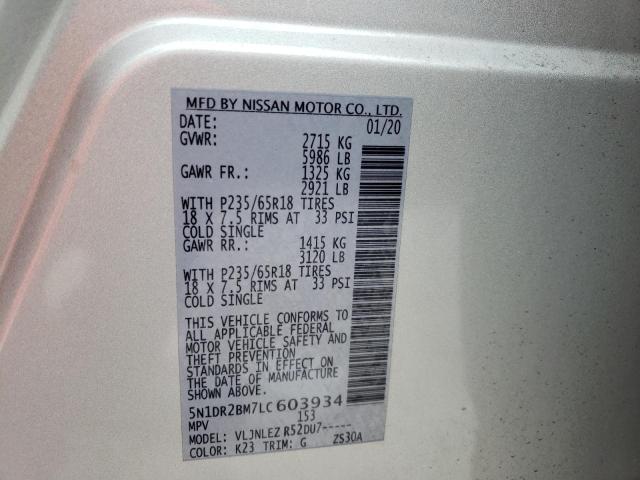 MFD BY NISSAN MOTOR CO., LTD.
DATE: 01/20
GVWR: 2715 KG
5986 LB
GAWR FR.: 1325 KG
2921 LB
WITH P235/65R18 TIRES
18 X 7.5 RIMS AT 33 PSI
COLD SINGLE
GAWR RR.: 1415 KG
3120 LB
WITH P235/65R18 TIRES
18 X 7.5 RIMS AT 33 PSI
COLD SINGLE
THIS VEHICLE CONFORMS TO
ALL APPLICABLE FEDERAL
MOTOR VEHICLE SAFETY AND
THEFT PREVENTION
STANDARDS IN EFFECT ON
THE DATE OF MANUFACTURE
SHOWN ABOVE.
5N1DR2BM7LC603934
MPV 153
MODEL: VLJNLEZ R52DU7-----
COLOR: K23 TRIM: G ZS30A